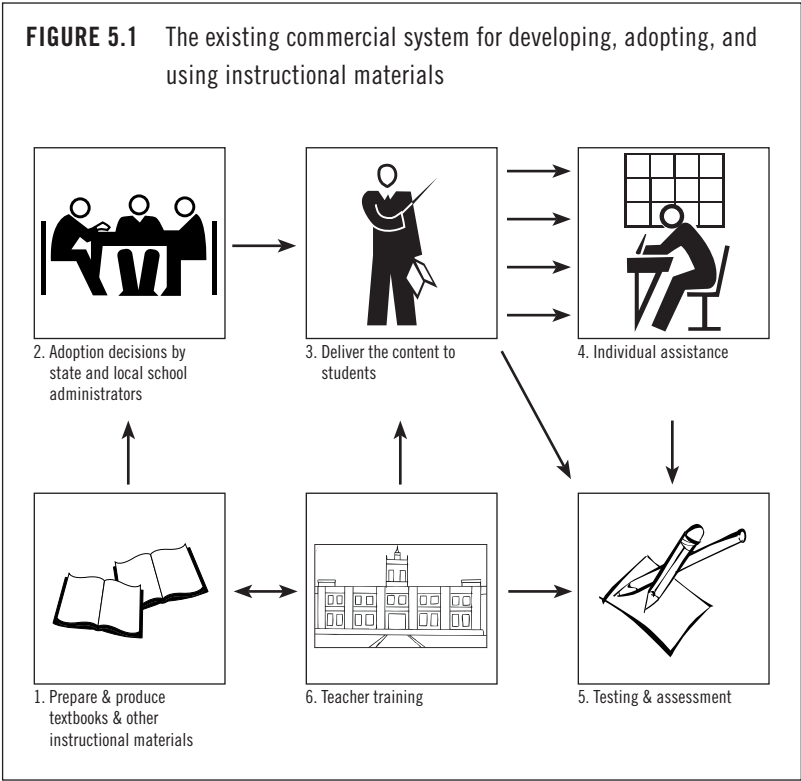 FIGURE 5.1 The existing commercial system for developing, adopting, and
using instructional materials
2. Adoption decisions by
state and local school
administrators
3. Deliver the content to
students
4. Individual assistance
1. Prepare & produce
textbooks & other
instructional materials
6. Teacher training
5. Testing & assessment